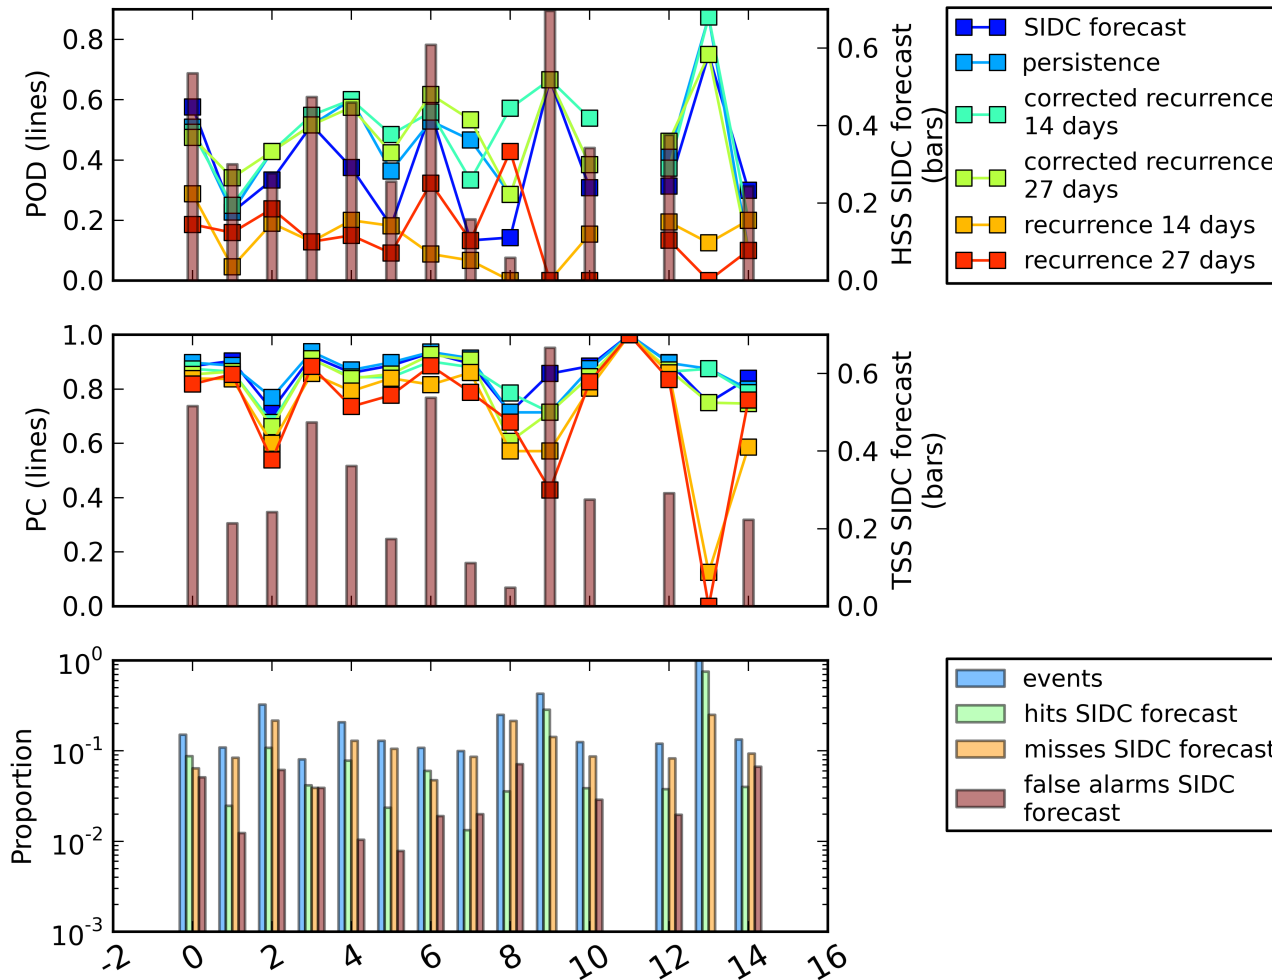 0.8
0.6
0.4
0.2
0.0
POD (lines)
0.6
0.4
0.2
0.0
HSS SIDC forecast
(bars)
SIDC forecast
persistence
corrected recurrence
14 days
corrected recurrence
27 days
recurrence 14 days
recurrence 27 days
1.0
0.8
0.6
0.4
0.2
0.0
PC (lines)
0.6
0.4
0.2
0.0
TSS SIDC forecast
(bars)
10^0
10^-1
10^-2
10^-3
Proportion
-2 0 2 4 6 8 10 12 14 16
events
hits SIDC forecast
misses SIDC forecast
false alarms SIDC
forecast